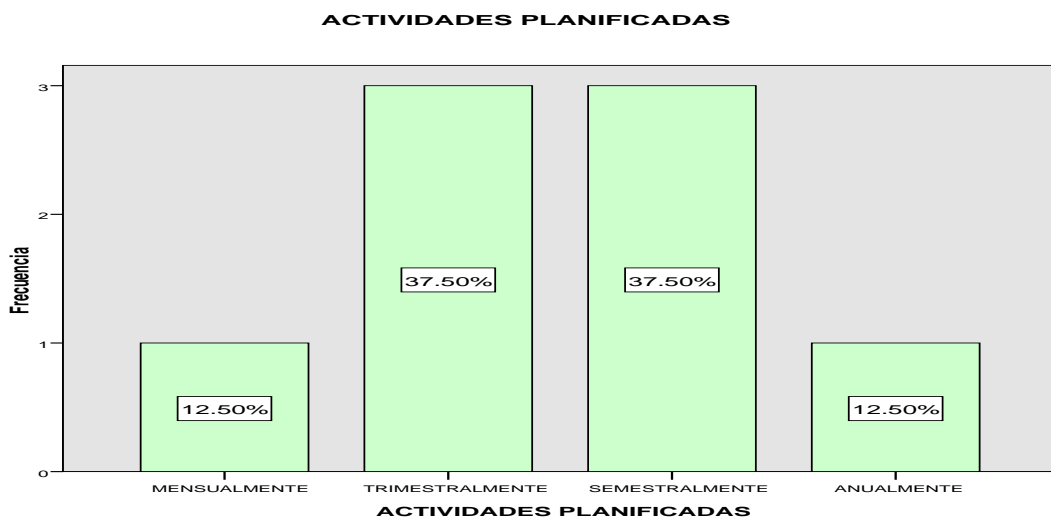 ACTIVIDADES PLANIFICADAS
3
2
1
0
Frecuencia
12.50%
37.50%
37.50%
12.50%
MENSUALMENTE
TRIMESTRALMENTE
SEMESTRALMENTE
ANUALMENTE
ACTIVIDADES PLANIFICADAS